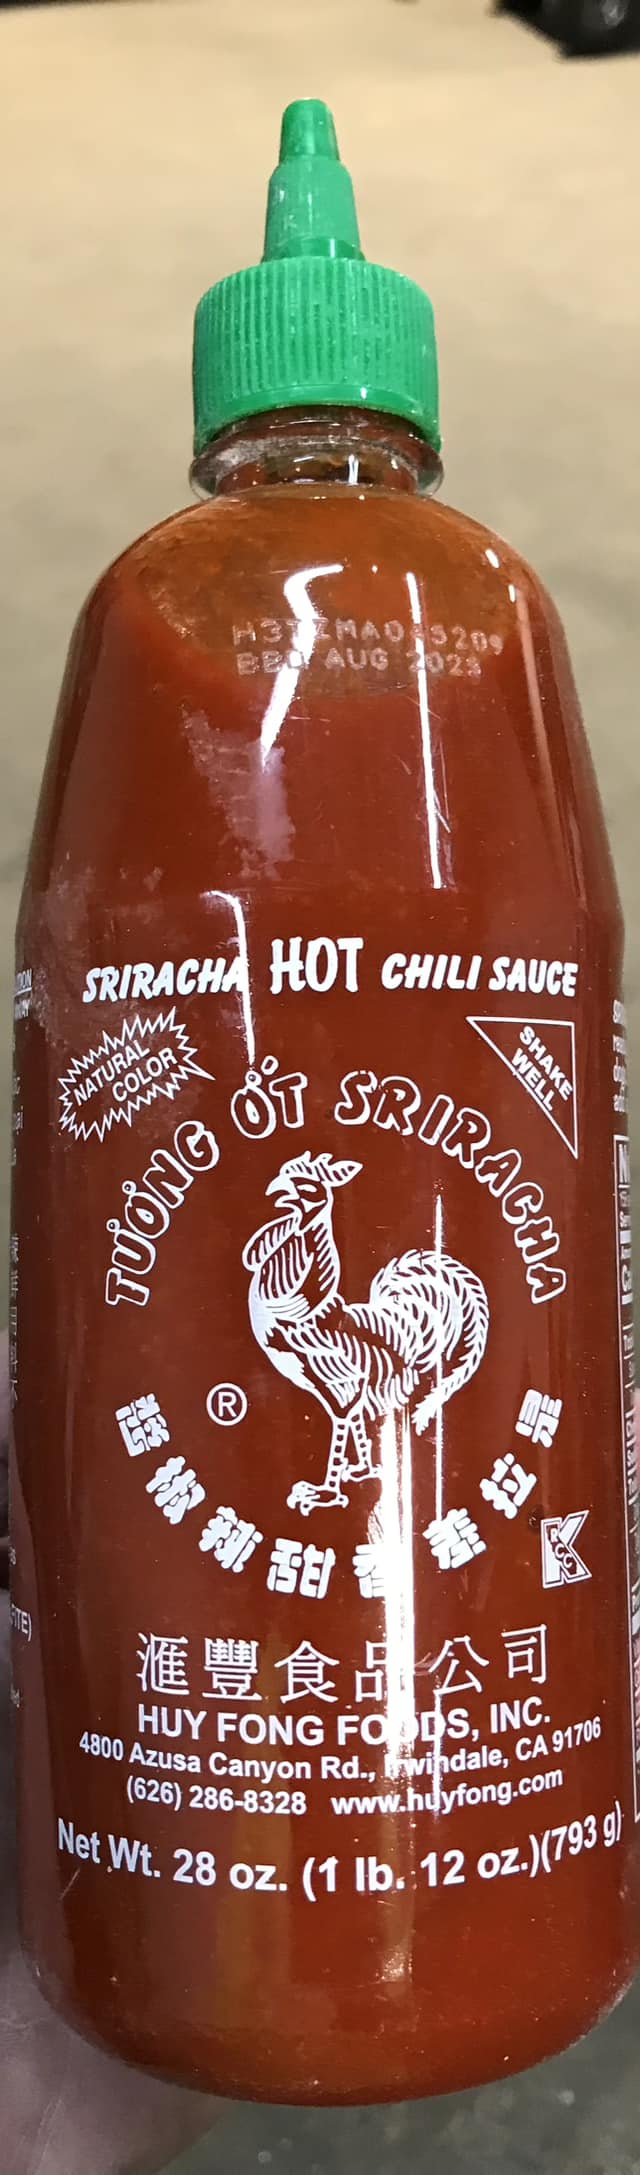 BBD AUG 2023
SRIRACHA HOT CHILI SAUCE
NATURAL
COLOR
SHAKE
WELL
TƯƠNG ỚT SRIRACHA
®
是拉差香甜辣椒醬
滙豐食品公司
HUY FONG FOODS, INC.
4800 Azusa Canyon Rd., Irwindale, CA 91706
(626) 286-8328 www.huyfong.com
Net Wt. 28 oz. (1 lb. 12 oz.)(793 g)